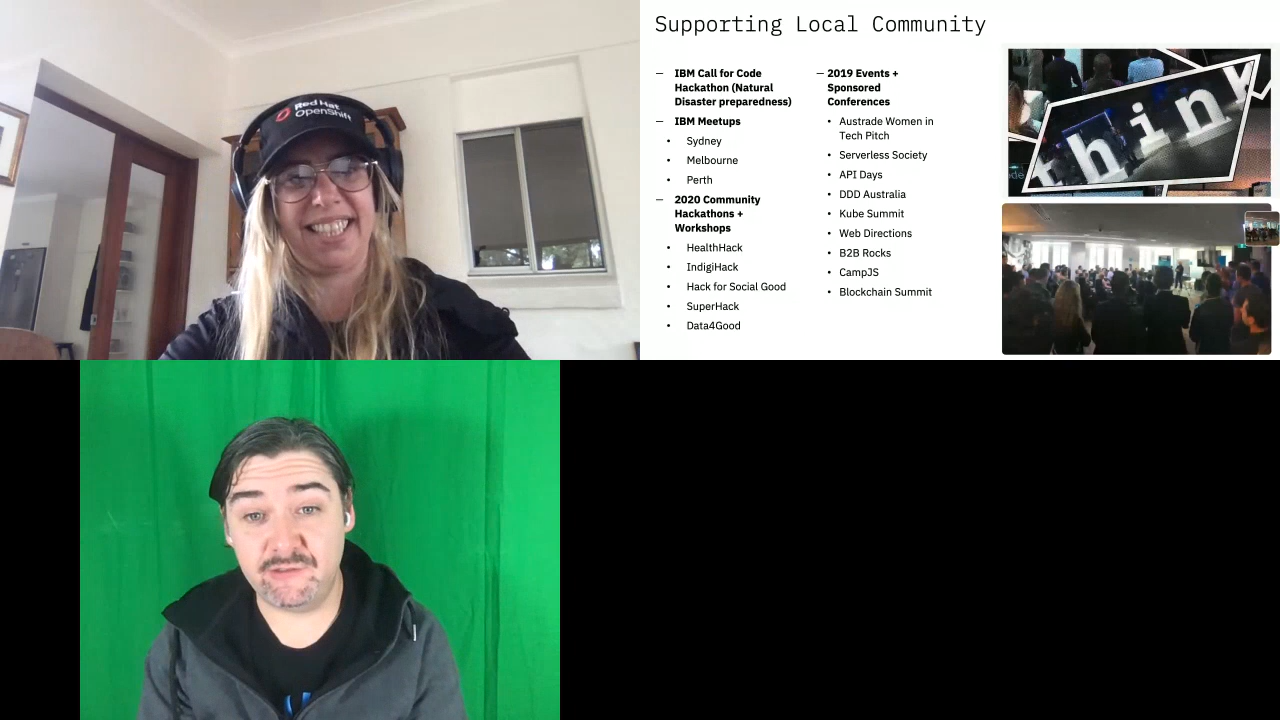 Red Hat
OpenShift
Supporting Local Community
— IBM Call for Code
Hackathon (Natural
Disaster preparedness)
— IBM Meetups
• Sydney
• Melbourne
• Perth
— 2020 Community
Hackathons +
Workshops
• HealthHack
• IndigiHack
• Hack for Social Good
• SuperHack
• Data4Good
— 2019 Events +
Sponsored
Conferences
• Austrade Women in
Tech Pitch
• Serverless Society
• API Days
• DDD Australia
• Kube Summit
• Web Directions
• B2B Rocks
• CampJS
• Blockchain Summit
think